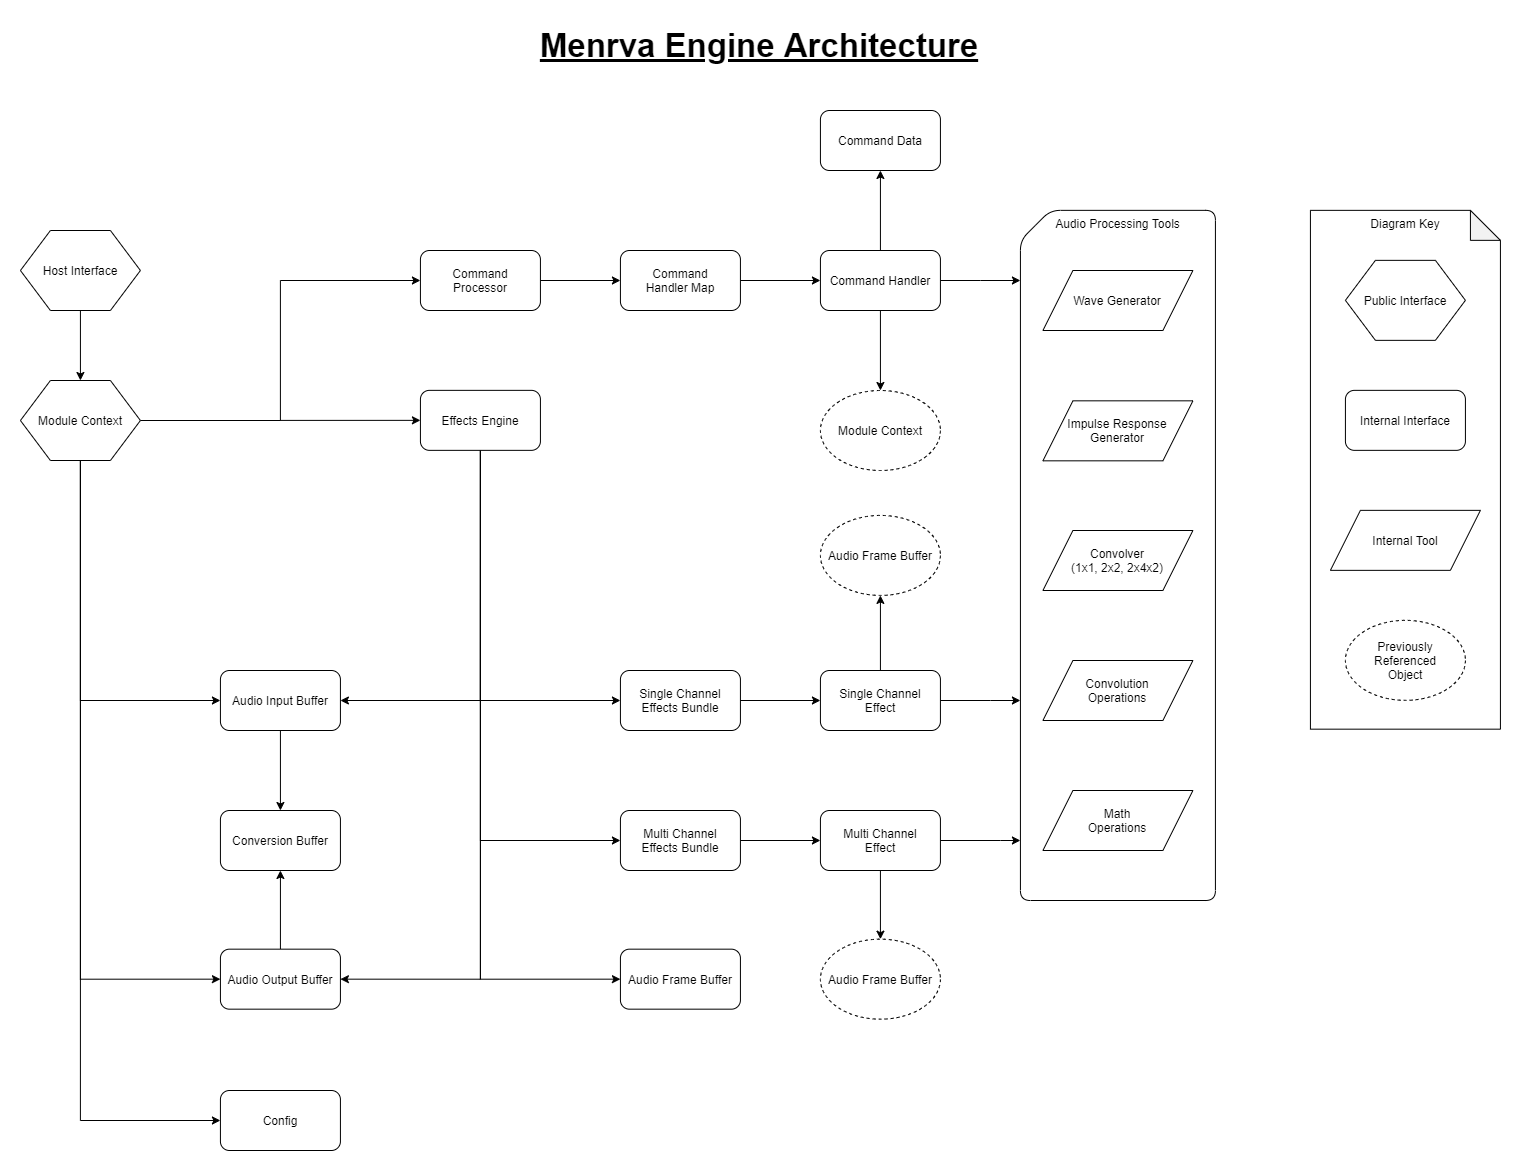 Menrva Engine Architecture
Command Data
Audio Processing Tools
Diagram Key
Host Interface
Command
Processor
Command
Handler Map
Command Handler
Wave Generator
Public Interface
Module Context
Effects Engine
Module Context
Impulse Response
Generator
Internal Interface
Audio Frame Buffer
Convolver
(1x1, 2x2, 2x4x2)
Internal Tool
Previously
Referenced
Object
Audio Input Buffer
Single Channel
Effects Bundle
Single Channel
Effect
Convolution
Operations
Conversion Buffer
Multi Channel
Effects Bundle
Multi Channel
Effect
Math
Operations
Audio Output Buffer
Audio Frame Buffer
Audio Frame Buffer
Config